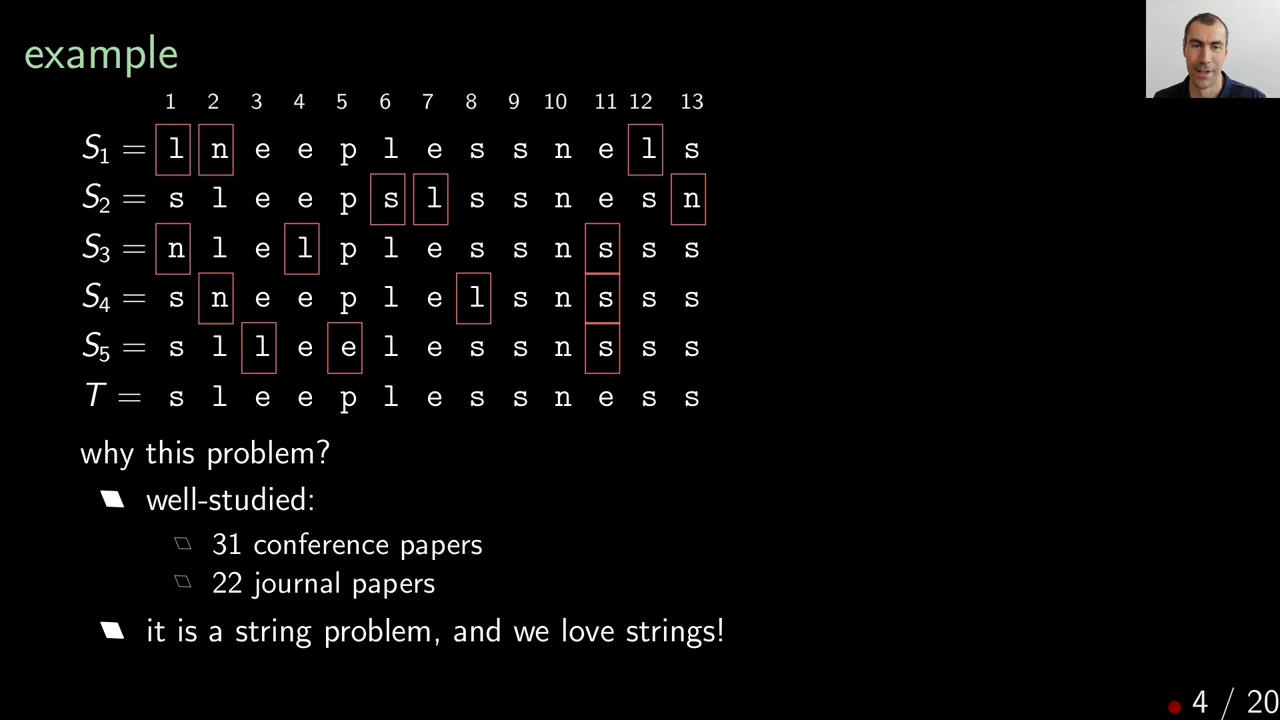 example
1 2 3 4 5 6 7 8 9 10 11 12 13
S₁ = l n e e p l e s s n e l s
S₂ = s l e e p s l s s n e s n
S₃ = n l e l p l e s s n s s s
S₄ = s n e e p l e l s n s s s
S₅ = s l l e e l e s s n s s s
T = s l e e p l e s s n e s s
why this problem?
well-studied:
31 conference papers
22 journal papers
it is a string problem, and we love strings!
4 / 20